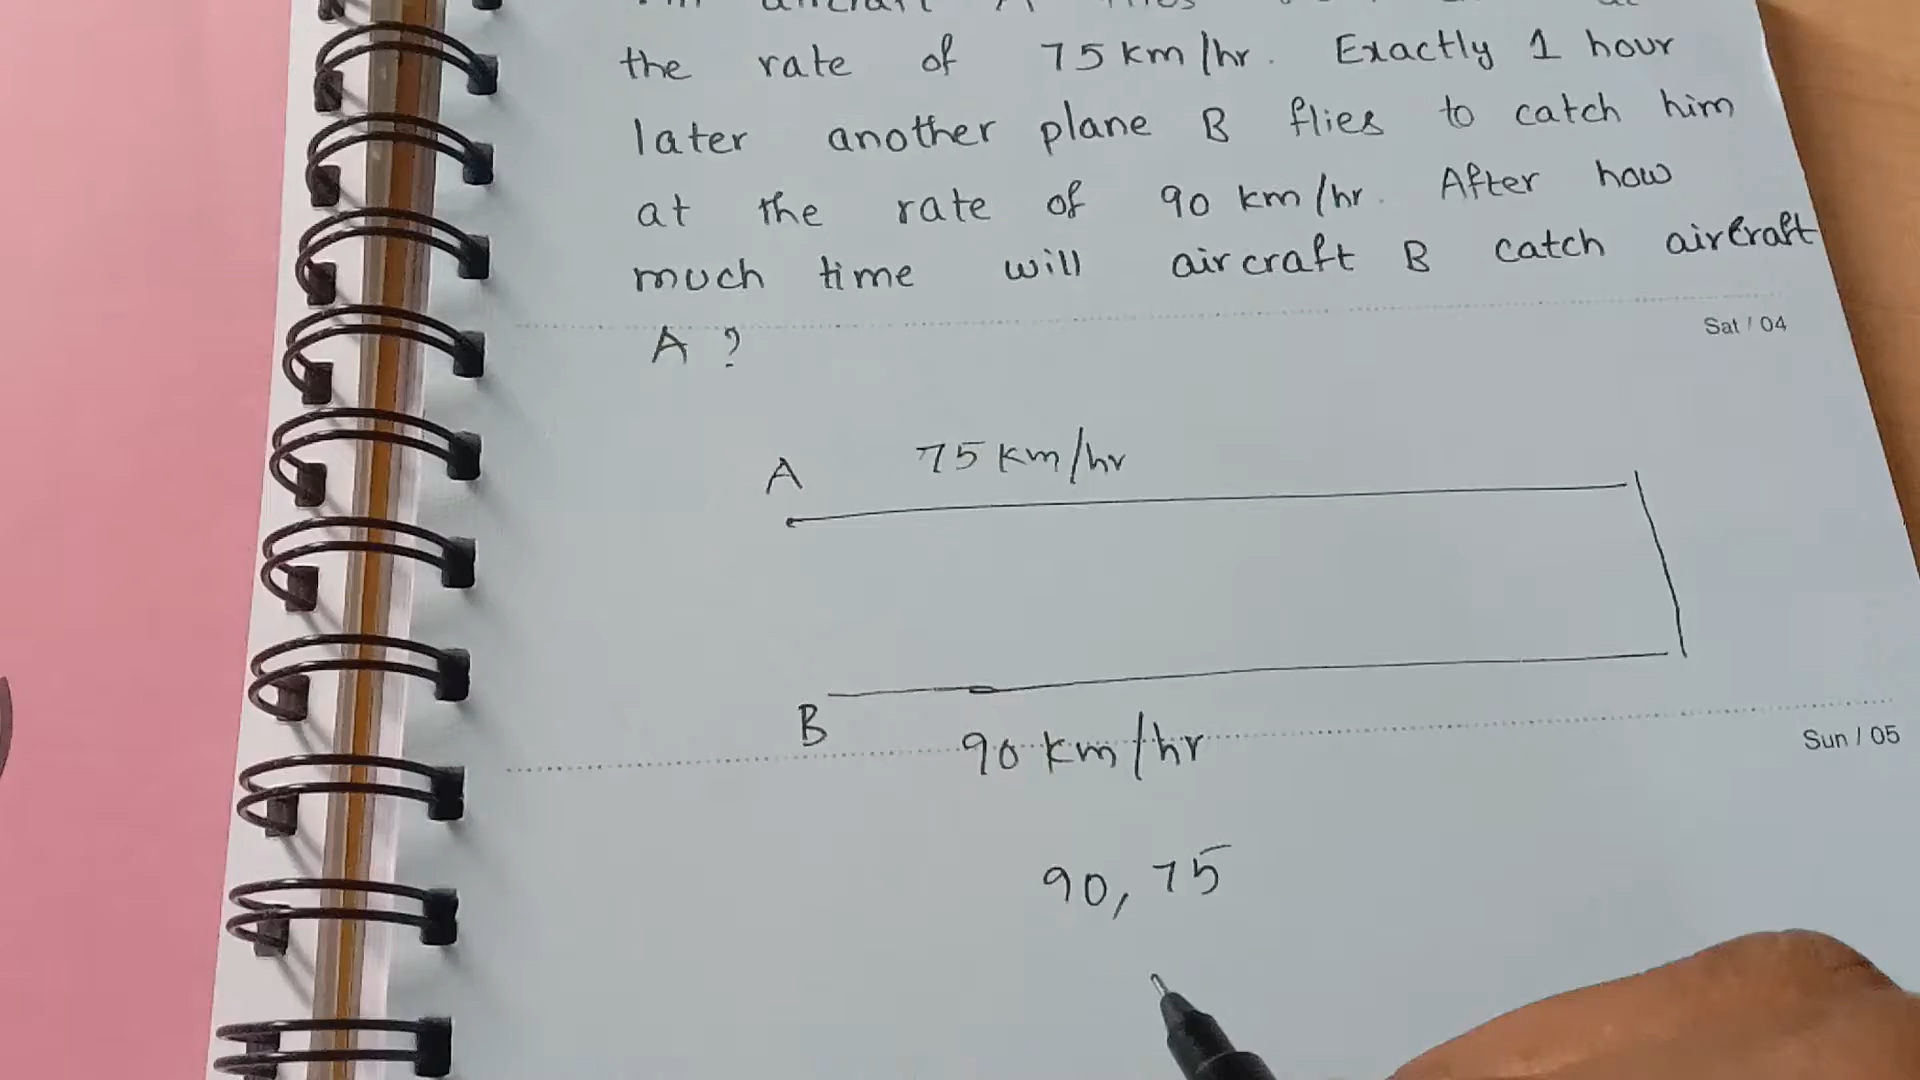 the rate of 75 km/hr. Exactly 1 hour
later another plane B flies to catch him
at the rate of 90 km/hr. After how
much time will aircraft B catch aircraft
A ?
Sat / 04
A 75 km/hr
B
90 km/hr
Sun / 05
90, 75